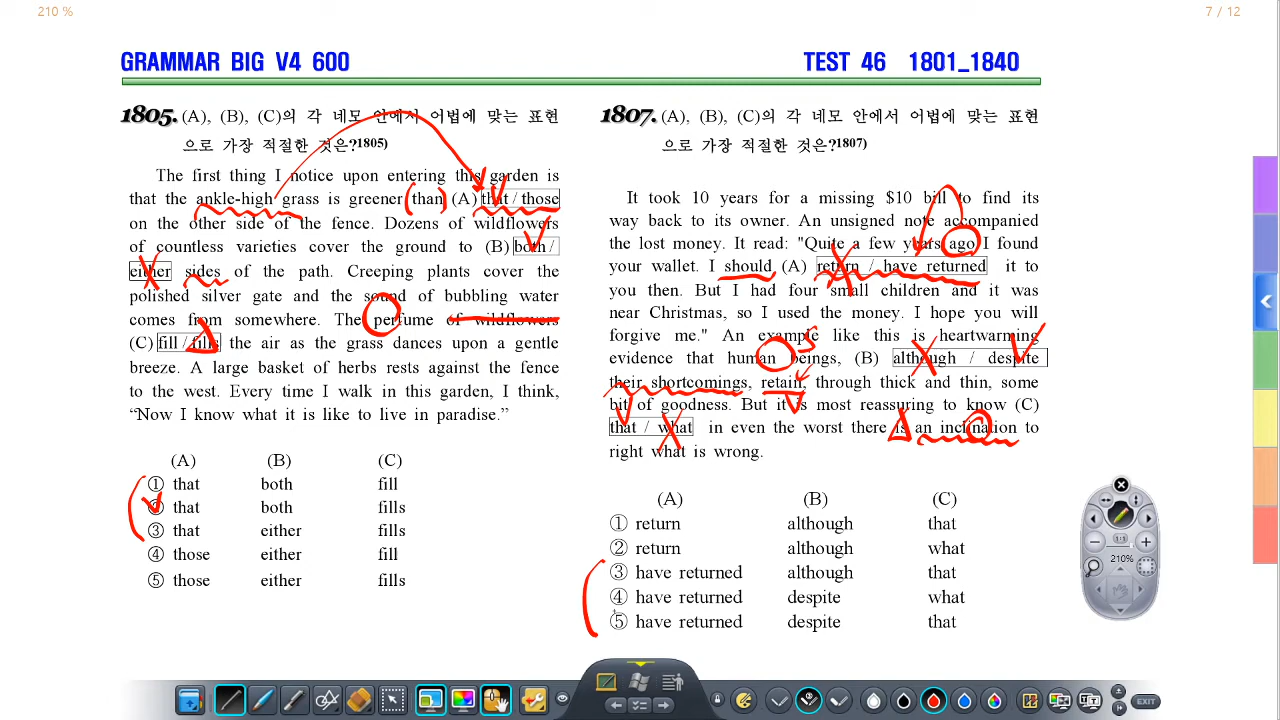 210 %
7 / 12
GRAMMAR BIG V4 600
TEST 46 1801_1840
1805. (A), (B), (C)의 각 네모 안에서 어법에 맞는 표현
으로 가장 적절한 것은?1805)
The first thing I notice upon entering this garden is
that the ankle-high grass is greener than (A) that / those
on the other side of the fence. Dozens of wildflowers
of countless varieties cover the ground to (B) both /
either sides of the path. Creeping plants cover the
polished silver gate and the sound of bubbling water
comes from somewhere. The perfume of wildflowers
(C) fill / fills the air as the grass dances upon a gentle
breeze. A large basket of herbs rests against the fence
to the west. Every time I walk in this garden, I think,
“Now I know what it is like to live in paradise.”
(A) (B) (C)
① that both fill
② that both fills
③ that either fills
④ those either fill
⑤ those either fills
1807. (A), (B), (C)의 각 네모 안에서 어법에 맞는 표현
으로 가장 적절한 것은?1807)
It took 10 years for a missing $10 bill to find its
way back to its owner. An unsigned note accompanied
the lost money. It read: "Quite a few years ago I found
your wallet. I should (A) return / have returned it to
you then. But I had four small children and it was
near Christmas, so I used the money. I hope you will
forgive me." An example like this is heartwarming
evidence that human beings, (B) although / despite
their shortcomings, retain, through thick and thin, some
bit of goodness. But it is most reassuring to know (C)
that / what in even the worst there is an inclination to
right what is wrong.
(A) (B) (C)
① return although that
② return although what
③ have returned although that
④ have returned despite what
⑤ have returned despite that
1:1
210%
EXIT